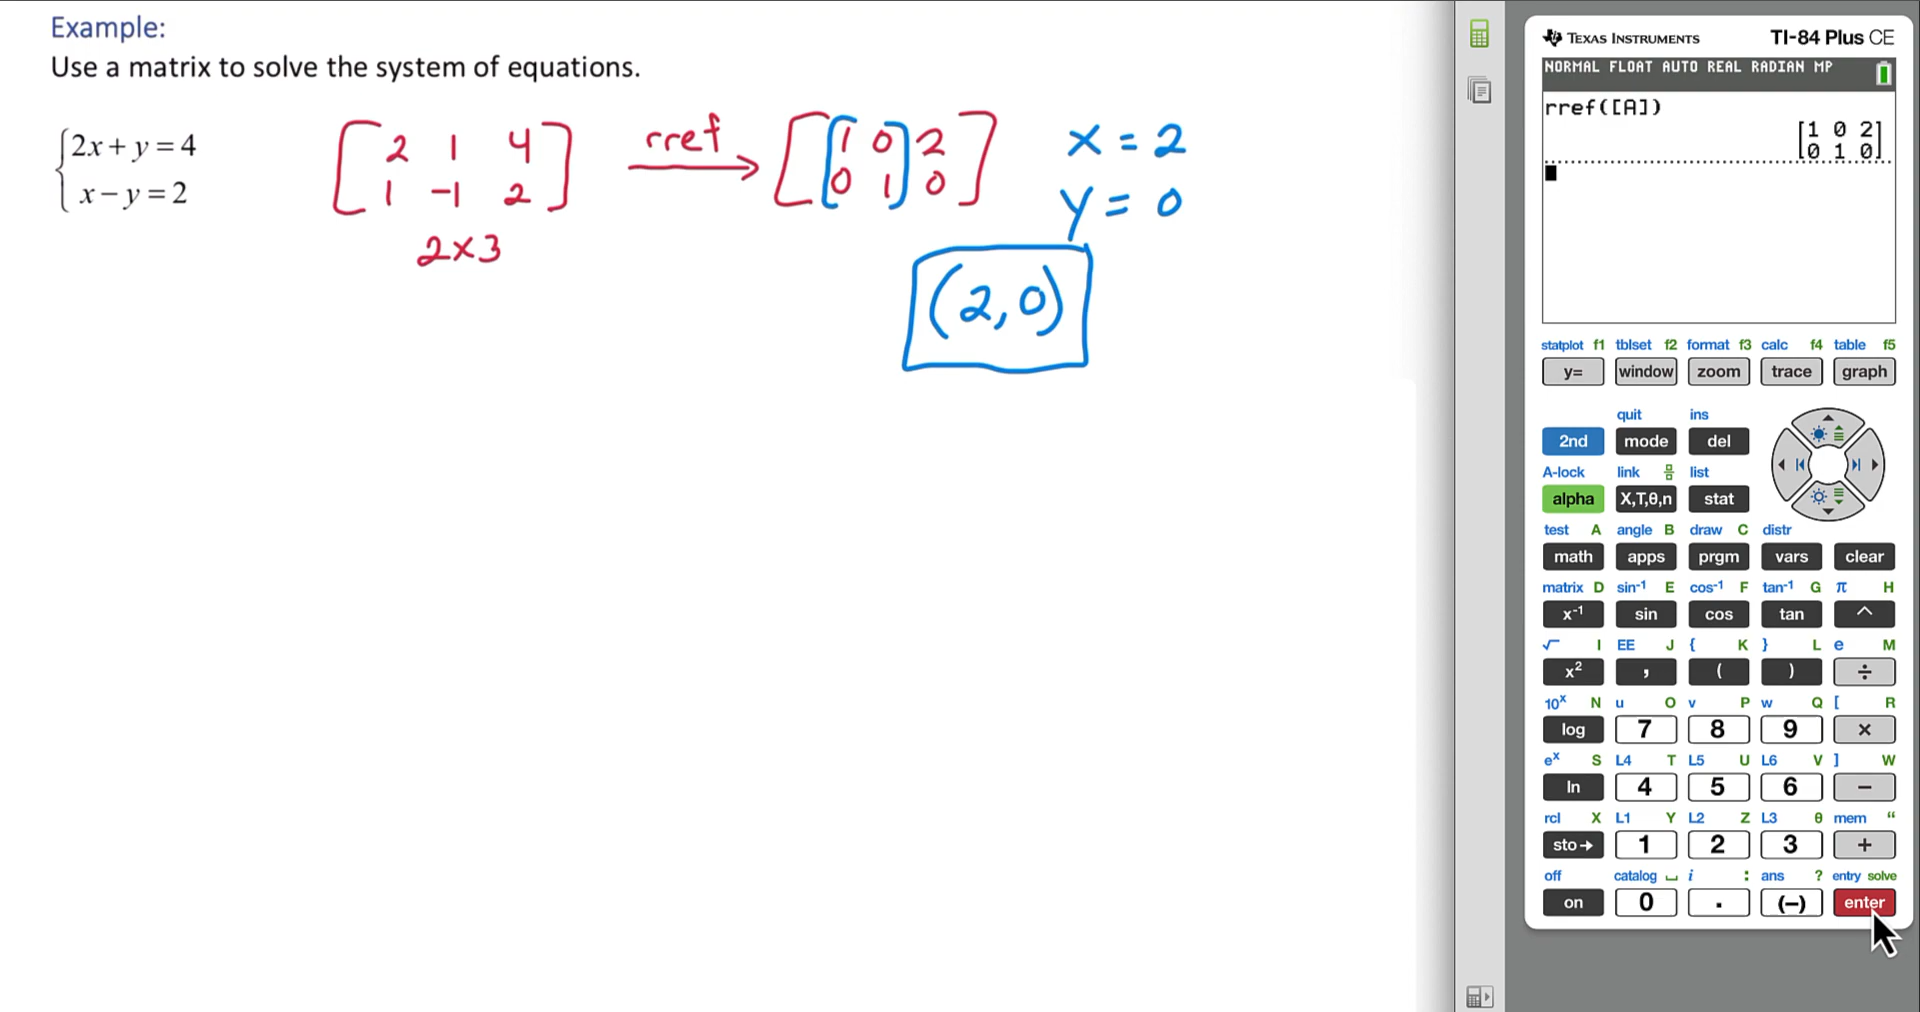 Example:
Use a matrix to solve the system of equations.
2x + y = 4
x − y = 2
2 1 4
1 −1 2
2×3
rref
1 0 2
0 1 0
x = 2
y = 0
(2,0)
TEXAS INSTRUMENTS TI-84 Plus CE
NORMAL FLOAT AUTO REAL RADIAN MP
rref([A])
[1 0 2]
[0 1 0]
statplot f1 tblset f2 format f3 calc f4 table f5
y= window zoom trace graph
quit ins
2nd mode del
A-lock link list
alpha X,T,θ,n stat
test A angle B draw C distr
math apps prgm vars clear
matrix D sin⁻¹ E cos⁻¹ F tan⁻¹ G π H
x⁻¹ sin cos tan ^
√ I EE J { K } L e M
x² , ( ) ÷
10ˣ N u O v P w Q [ R
log 7 8 9 ×
eˣ S L4 T L5 U L6 V ] W
ln 4 5 6 −
rcl X L1 Y L2 Z L3 θ mem “
sto→ 1 2 3 +
off catalog ⎵ i : ans ? entry solve
on 0 . (−) enter